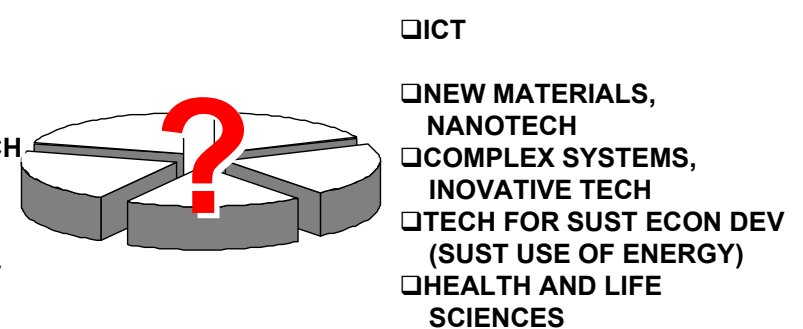 ❑ICT
?
CH
❑NEW MATERIALS,
NANOTECH
❑COMPLEX SYSTEMS,
INOVATIVE TECH
❑TECH FOR SUST ECON DEV
(SUST USE OF ENERGY)
❑HEALTH AND LIFE
SCIENCES